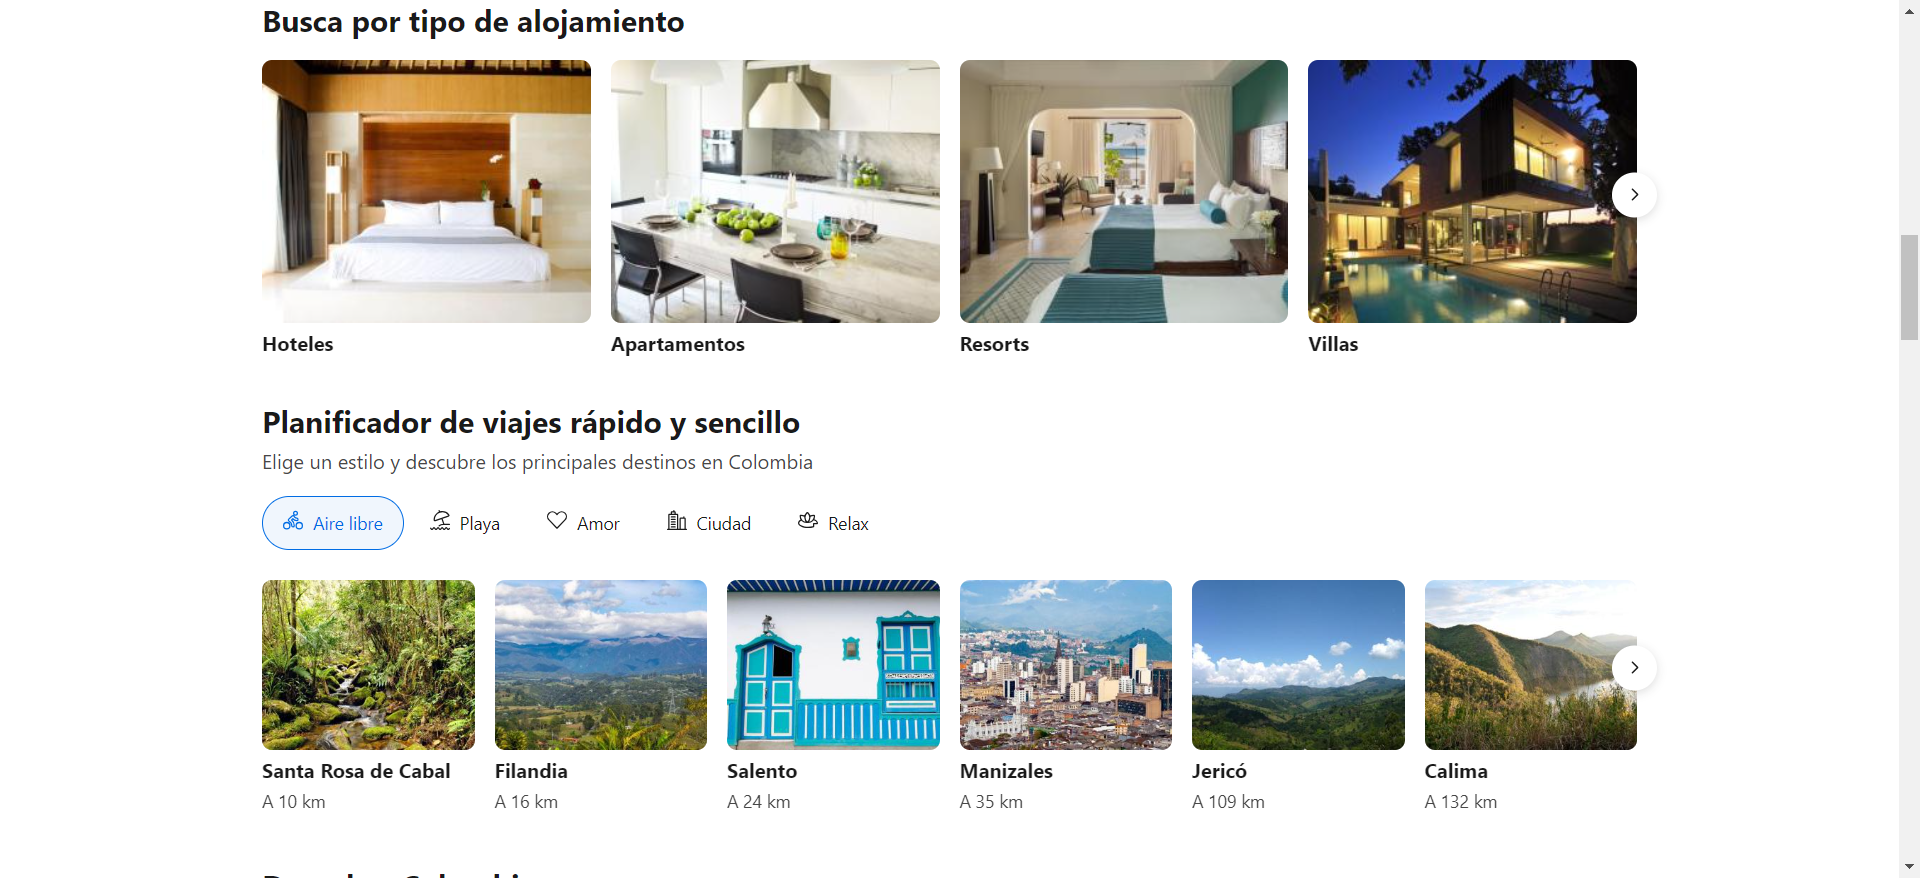 Busca por tipo de alojamiento
Hoteles
Apartamentos
Resorts
Villas
Planificador de viajes rápido y sencillo
Elige un estilo y descubre los principales destinos en Colombia
Aire libre
Playa
Amor
Ciudad
Relax
Santa Rosa de Cabal
Filandia
Salento
Manizales
Jericó
Calima
A 10 km
A 16 km
A 24 km
A 35 km
A 109 km
A 132 km